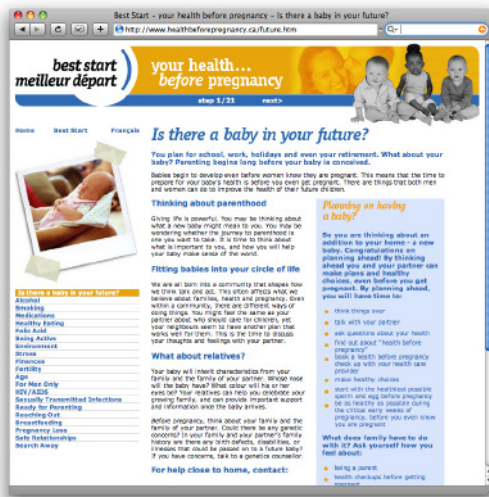 Best Start – your health before pregnancy – Is there a baby in your future?
http://www.healthbeforepregnancy.ca/future.htm
best start
meilleur départ
your health...
before pregnancy
step 1/21 next>
Home Best Start Français
Is there a baby in your future?
You plan for school, work, holidays and even your retirement. What about your
baby? Parenting begins long before your baby is conceived.
Babies begin to develop even before women know they are pregnant. This means that the time to
prepare for your baby's health is before you even get pregnant. There are things that both men
and women can do to improve the health of their future children.
Thinking about parenthood
Giving life is powerful. You may be thinking about
what a new baby might mean to you. You may be
wondering whether the journey to parenthood is
one you want to take. It is time to think about
what is important to you, and how you will help
your baby make sense of the world.
Fitting babies into your circle of life
We are all born into a community that shapes how
we think talk and act. This often affects what we
believe about families, health and pregnancy. Even
within a community, there are different ways of
doing things. You might feel the same as your
partner about who should care for children, yet
your neighbours seem to have another plan that
works well for them. This is the time to discuss
your thoughts and feelings with your partner.
What about relatives?
Your baby will inherit characteristics from your
family and the family of your partner. Whose nose
will the baby have? What colour will his or her
eyes be? Your relatives can help you celebrate your
growing family, and can provide important support
and information once the baby arrives.
Before pregnancy, think about your family and the
family of your partner. Could there be any genetic
concerns? In your family and your partner's family
history are there any birth defects, disabilities, or
illnesses that could be passed on to a future baby?
If you have concerns, talk to a genetics counsellor.
For help close to home, contact:
Planning on having
a baby?
So you are thinking about an
addition to your home - a new
baby. Congratulations on
planning ahead! By thinking
ahead you and your partner can
make plans and healthy
choices, even before you get
pregnant. By planning ahead,
you will have time to:
think things over
talk with your partner
ask questions about your health
find out about "health before
pregnancy"
book a health before pregnancy
check up with your health care
provider
make healthy choices
start with the healthiest possible
sperm and egg before pregnancy
be as healthy as possible during
the critical early weeks of
pregnancy, before you even know
you are pregnant
What does family have to
do with it? Ask yourself how you
feel about:
being a parent
health checkups before getting
pregnant
Is there a baby in your future?
Alcohol
Smoking
Medications
Healthy Eating
Folic Acid
Being Active
Environment
Stress
Finances
Fertility
Age
For Men Only
HIV/AIDS
Sexually Transmitted Infections
Ready for Parenting
Reaching Out
Breastfeeding
Pregnancy Loss
Safe Relationships
Search Away